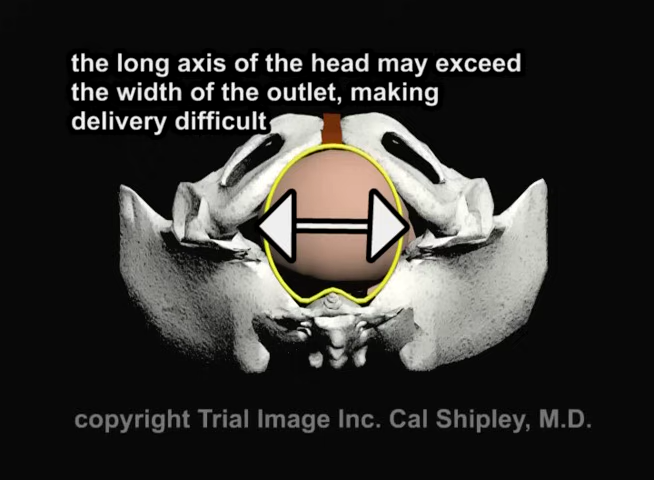 the long axis of the head may exceed
the width of the outlet, making
delivery difficult
copyright Trial Image Inc. Cal Shipley, M.D.